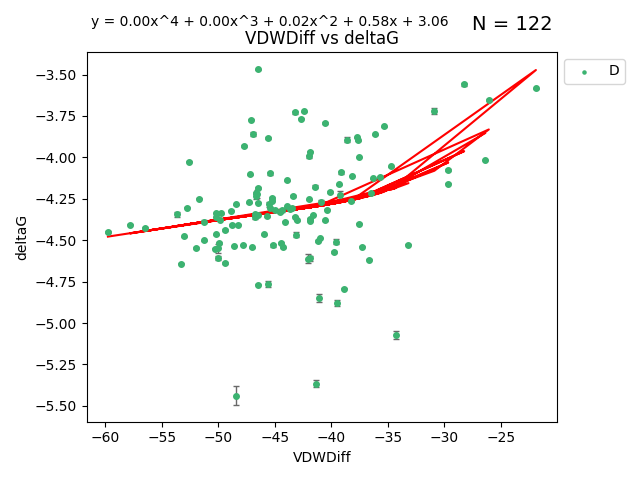 y = 0.00x^4 + 0.00x^3 + 0.02x^2 + 0.58x + 3.06
N = 122
VDWDiff vs deltaG
D
−3.50
−3.75
−4.00
−4.25
−4.50
−4.75
−5.00
−5.25
−5.50
deltaG
−60 −55 −50 −45 −40 −35 −30 −25
VDWDiff